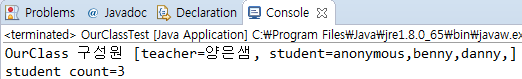 Problems @ Javadoc Declaration Console
<terminated> OurClassTest [Java Application] C:\Program Files\Java\jre1.8.0_65\bin\javaw.ex
OurClass 구성원 [teacher=양은샘, student=anonymous,benny,danny,]
student count=3